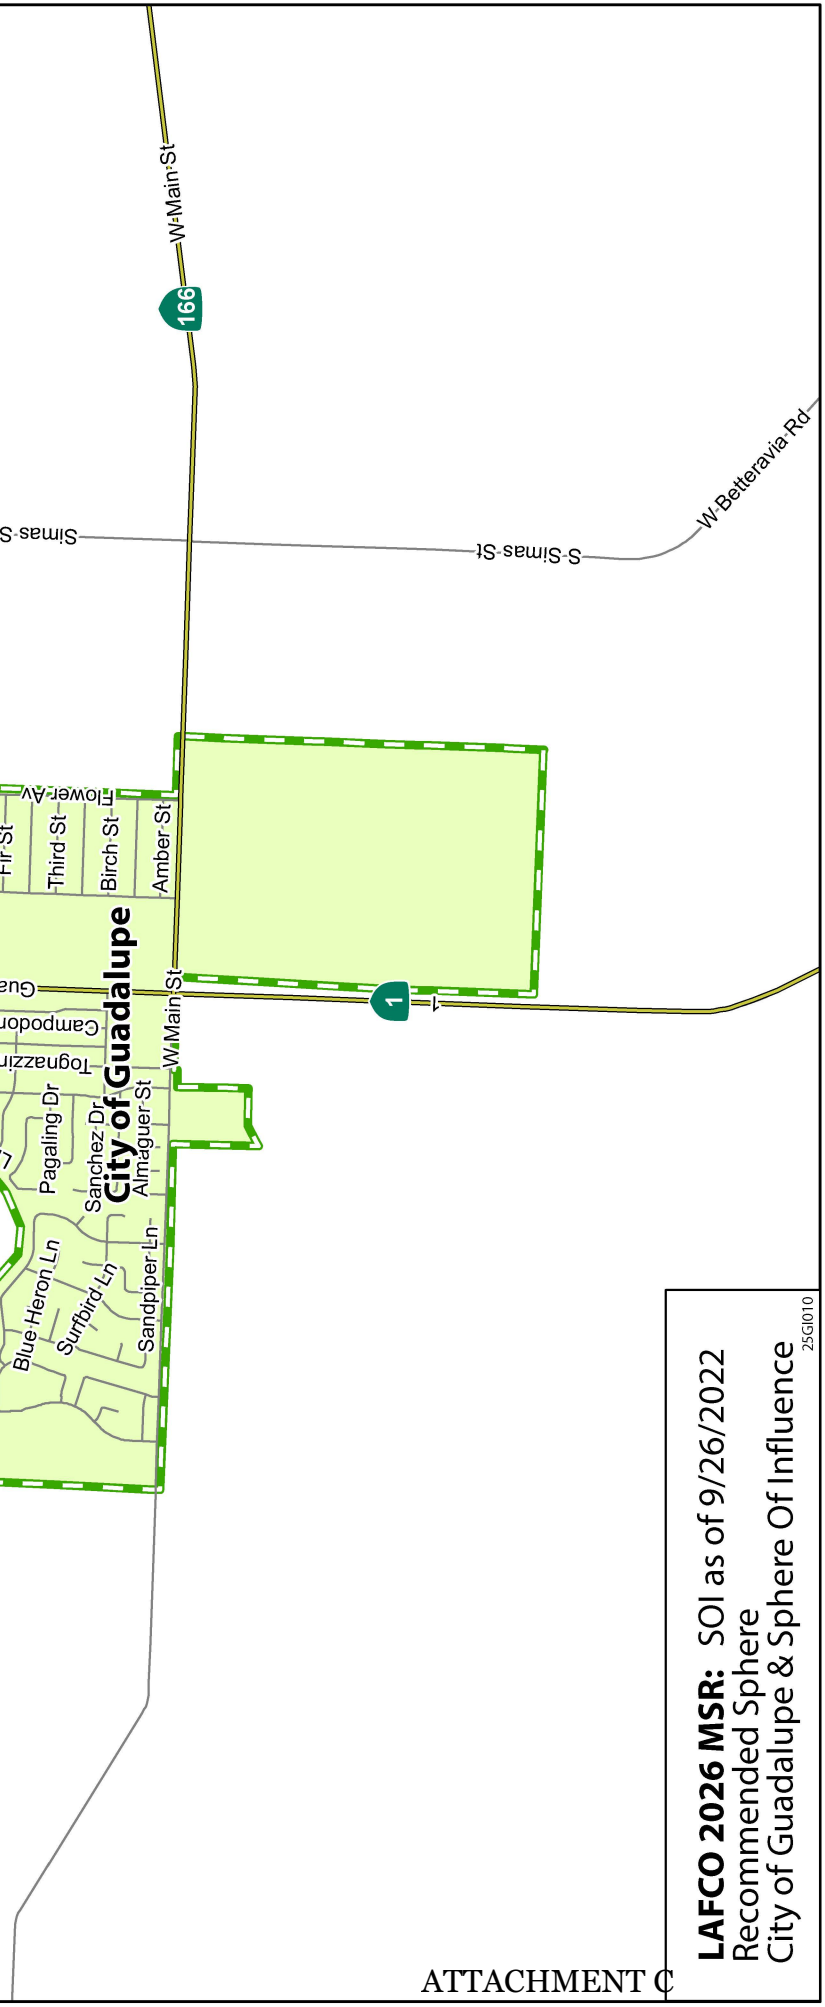 W Main St
166
W Betteravia Rd
S Simas St
Simas S
Flower Av
Fir St
Third St
Birch St
Amber St
Gua
City of Guadalupe
W Main St
1
1
Campodon
Tognazzin
Pagaling Dr
Sanchez Dr
Almaguer St
Blue Heron Ln
Surfbird Ln
Sandpiper Ln
LAFCO 2026 MSR: SOI as of 9/26/2022
Recommended Sphere
City of Guadalupe & Sphere Of Influence
25GI010
ATTACHMENT C